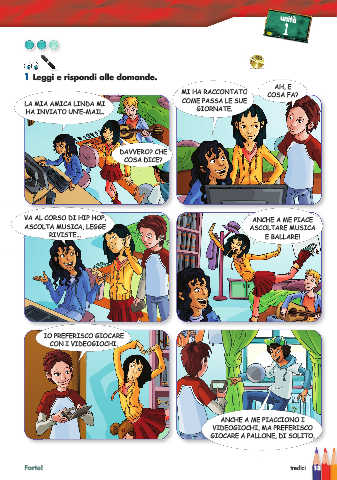 unità
1
1 Leggi e rispondi alle domande.
LA MIA AMICA LINDA MI
HA INVIATO UN'E-MAIL.
DAVVERO? CHE
COSA DICE?
MI HA RACCONTATO
COME PASSA LE SUE
GIORNATE.
AH, E
COSA FA?
VA AL CORSO DI HIP HOP,
ASCOLTA MUSICA, LEGGE
RIVISTE...
ANCHE A ME PIACE
ASCOLTARE MUSICA
E BALLARE!
IO PREFERISCO GIOCARE
CON I VIDEOGIOCHI.
ANCHE A ME PIACCIONO I
VIDEOGIOCHI, MA PREFERISCO
GIOCARE A PALLONE, DI SOLITO.
Forte!
tredici
13